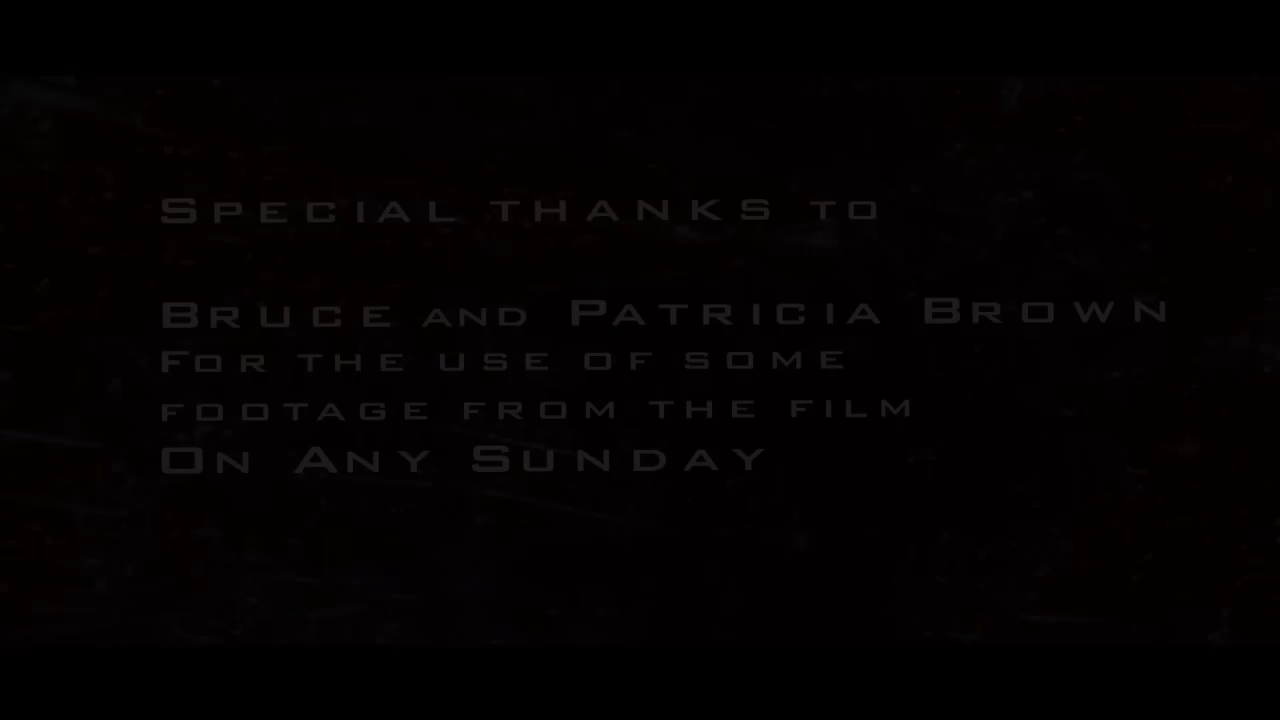 Special thanks to
Bruce and Patricia Brown
For the use of some
footage from the film
On Any Sunday